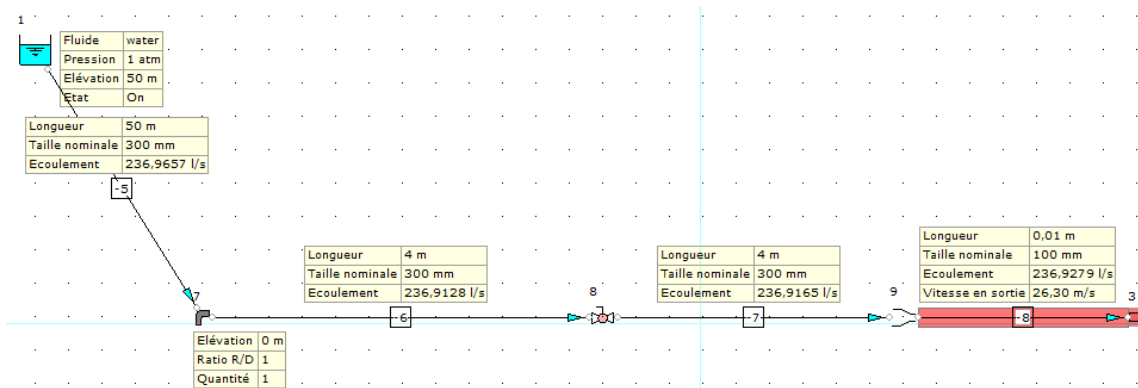 1
Fluide water
Pression 1 atm
Elévation 50 m
Etat On
Longueur 50 m
Taille nominale 300 mm
Ecoulement 236,9657 l/s
-5
7
Elévation 0 m
Ratio R/D 1
Quantité 1
Longueur 4 m
Taille nominale 300 mm
Ecoulement 236,9128 l/s
-6
8
Longueur 4 m
Taille nominale 300 mm
Ecoulement 236,9165 l/s
-7
9
Longueur 0,01 m
Taille nominale 100 mm
Ecoulement 236,9279 l/s
Vitesse en sortie 26,30 m/s
-8
3